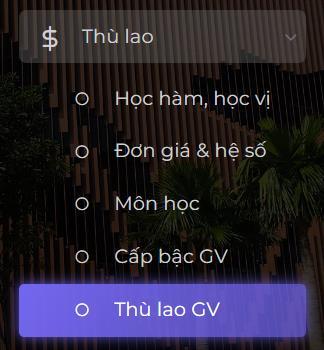 $ Thù lao
Học hàm, học vị
Đơn giá & hệ số
Môn học
Cấp bậc GV
Thù lao GV